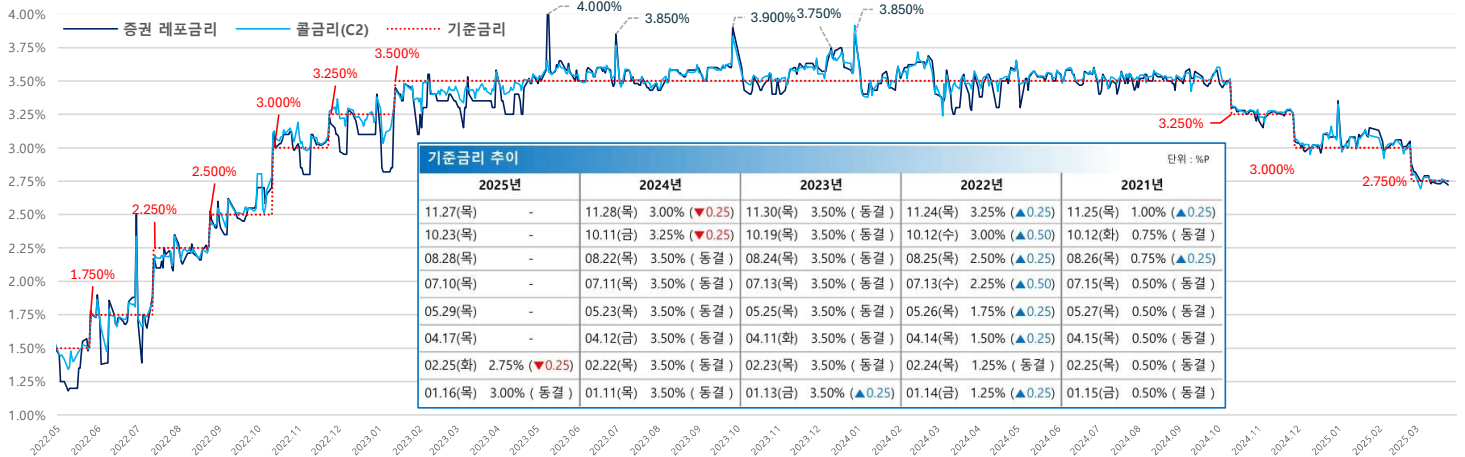 4.00%
3.75%
3.50%
3.25%
3.00%
2.75%
2.50%
2.25%
2.00%
1.75%
1.50%
1.25%
1.00%
증권 레포금리 콜금리(C2) 기준금리
1.750%
2.250%
2.500%
3.000%
3.250%
3.500%
4.000%
3.850%
3.900%
3.750%
3.850%
3.250%
3.000%
2.750%
기준금리 추이 단위 : %P
2025년 2024년 2023년 2022년 2021년
11.27(목) - 11.28(목) 3.00% (▼0.25) 11.30(목) 3.50% ( 동결 ) 11.24(목) 3.25% (▲0.25) 11.25(목) 1.00% (▲0.25)
10.23(목) - 10.11(금) 3.25% (▼0.25) 10.19(목) 3.50% ( 동결 ) 10.12(수) 3.00% (▲0.50) 10.12(화) 0.75% ( 동결 )
08.28(목) - 08.22(목) 3.50% ( 동결 ) 08.24(목) 3.50% ( 동결 ) 08.25(목) 2.50% (▲0.25) 08.26(목) 0.75% (▲0.25)
07.10(목) - 07.11(목) 3.50% ( 동결 ) 07.13(목) 3.50% ( 동결 ) 07.13(수) 2.25% (▲0.50) 07.15(목) 0.50% ( 동결 )
05.29(목) - 05.23(목) 3.50% ( 동결 ) 05.25(목) 3.50% ( 동결 ) 05.26(목) 1.75% (▲0.25) 05.27(목) 0.50% ( 동결 )
04.17(목) - 04.12(금) 3.50% ( 동결 ) 04.11(화) 3.50% ( 동결 ) 04.14(목) 1.50% (▲0.25) 04.15(목) 0.50% ( 동결 )
02.25(화) 2.75% (▼0.25) 02.22(목) 3.50% ( 동결 ) 02.23(목) 3.50% ( 동결 ) 02.24(목) 1.25% ( 동결 ) 02.25(목) 0.50% ( 동결 )
01.16(목) 3.00% ( 동결 ) 01.11(목) 3.50% ( 동결 ) 01.13(금) 3.50% (▲0.25) 01.14(금) 1.25% (▲0.25) 01.15(금) 0.50% ( 동결 )
2022.05 2022.06 2022.07 2022.08 2022.09 2022.10 2022.11 2022.12 2023.01 2023.02 2023.03 2023.04 2023.05 2023.06 2023.07 2023.08 2023.09 2023.10 2023.11 2023.12 2024.01 2024.02 2024.03 2024.04 2024.05 2024.06 2024.07 2024.08 2024.09 2024.10 2024.11 2024.12 2025.01 2025.02 2025.03